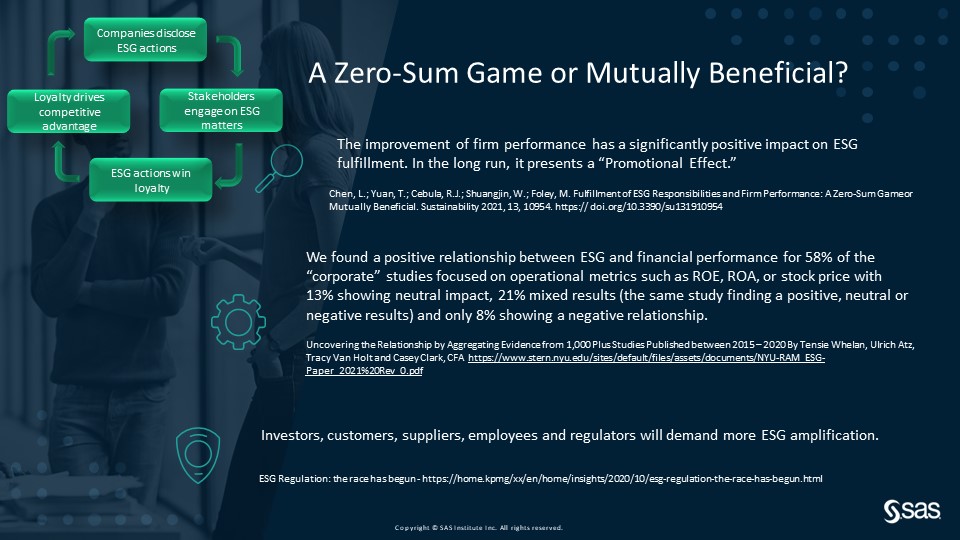 Companies disclose
ESG actions
Stakeholders
engage on ESG
matters
ESG actions win
loyalty
Loyalty drives
competitive
advantage
A Zero-Sum Game or Mutually Beneficial?
The improvement of firm performance has a significantly positive impact on ESG
fulfillment. In the long run, it presents a “Promotional Effect.”
Chen, L.; Yuan, T.; Cebula, R.J.; Shuangjin, W.; Foley, M. Fulfillment of ESG Responsibilities and Firm Performance: A Zero-Sum Gameor
Mutually Beneficial. Sustainability 2021, 13, 10954. https:// doi.org/10.3390/su131910954
We found a positive relationship between ESG and financial performance for 58% of the
“corporate” studies focused on operational metrics such as ROE, ROA, or stock price with
13% showing neutral impact, 21% mixed results (the same study finding a positive, neutral or
negative results) and only 8% showing a negative relationship.
Uncovering the Relationship by Aggregating Evidence from 1,000 Plus Studies Published between 2015 – 2020 By Tensie Whelan, Ulrich Atz,
Tracy Van Holt and Casey Clark, CFA https://www.stern.nyu.edu/sites/default/files/assets/documents/NYU-RAM_ESG-
Paper_2021%20Rev_0.pdf
Investors, customers, suppliers, employees and regulators will demand more ESG amplification.
ESG Regulation: the race has begun - https://home.kpmg/xx/en/home/insights/2020/10/esg-regulation-the-race-has-begun.html
sas
Copyright © SAS Institute Inc. All rights reserved.